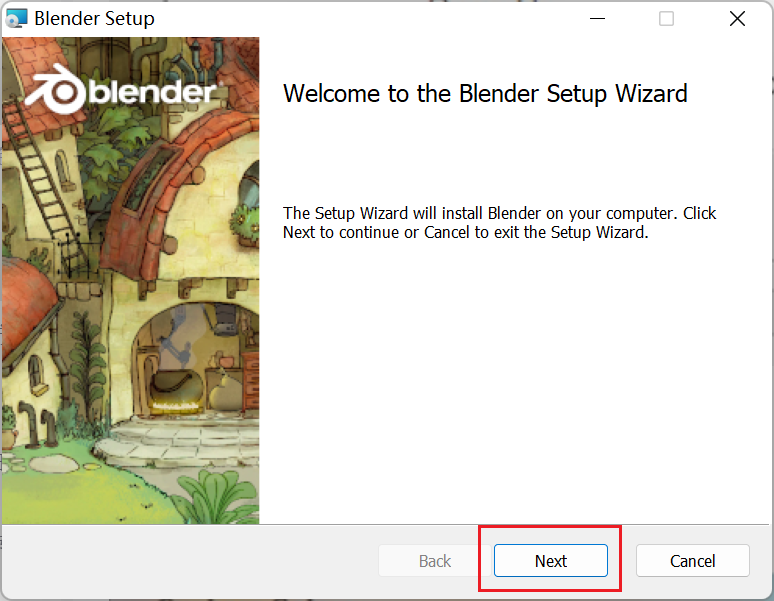 Blender Setup
blender
Welcome to the Blender Setup Wizard
The Setup Wizard will install Blender on your computer. Click
Next to continue or Cancel to exit the Setup Wizard.
Back
Next
Cancel